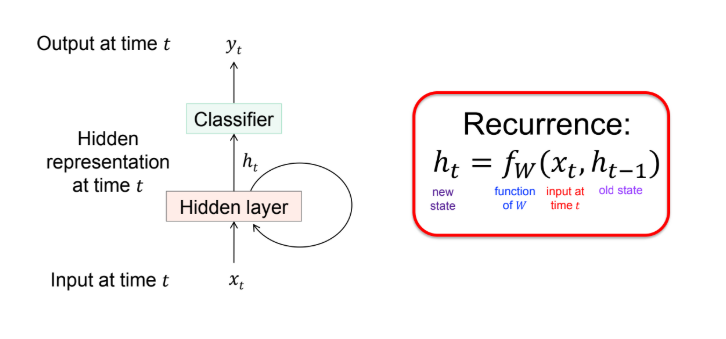 Output at time t
y_t
Classifier
Hidden
representation
at time t
h_t
Hidden layer
Input at time t
x_t
Recurrence:
h_t = f_W(x_t, h_{t−1})
new
state
function
of W
input at
time t
old state